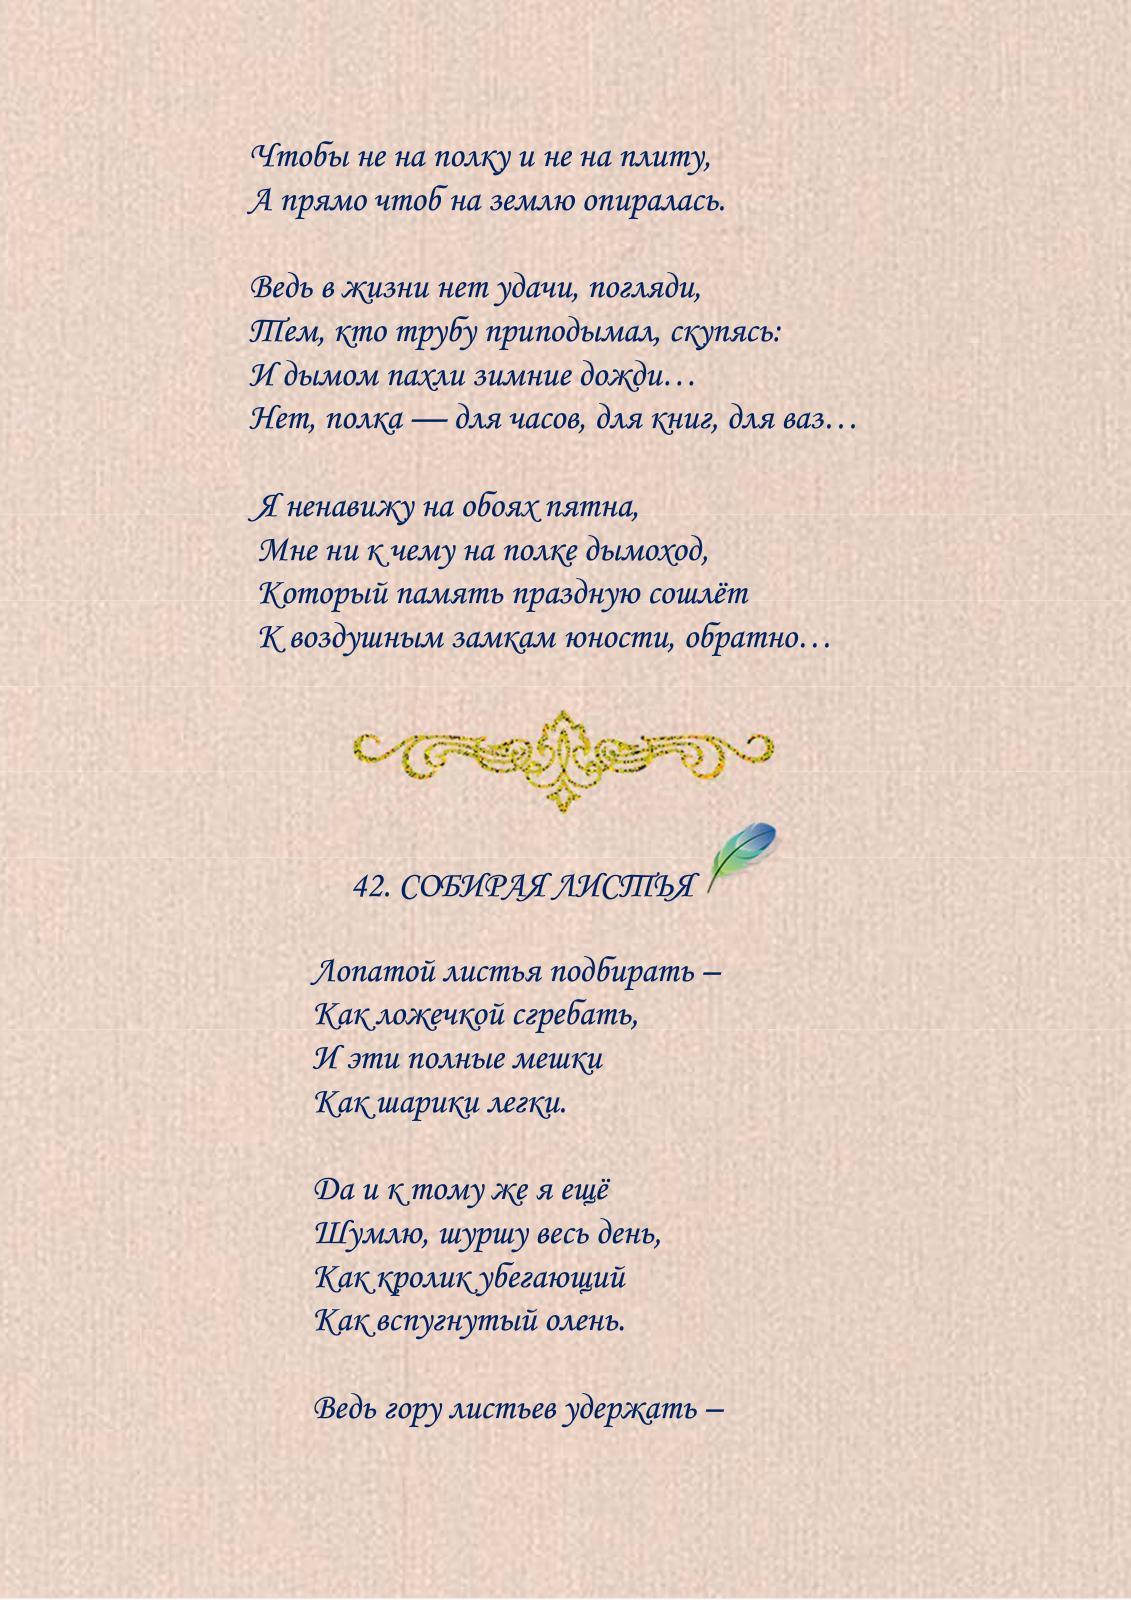 Чтобы не на полку и не на плиту,
А прямо чтоб на землю опиралась.
Ведь в жизни нет удачи, погляди,
Тем, кто трубу приподымал, скупясь:
И дымом пахли зимние дожди…
Нет, полка — для часов, для книг, для ваз…
Я ненавижу на обоях пятна,
Мне ни к чему на полке дымоход,
Который память праздную сошлёт
К воздушным замкам юности, обратно…
42. СОБИРАЯ ЛИСТЬЯ
Лопатой листья подбирать –
Как ложечкой сгребать,
И эти полные мешки
Как шарики легки.
Да и к тому же я ещё
Шумлю, шуршу весь день,
Как кролик убегающий
Как вспугнутый олень.
Ведь гору листьев удержать –